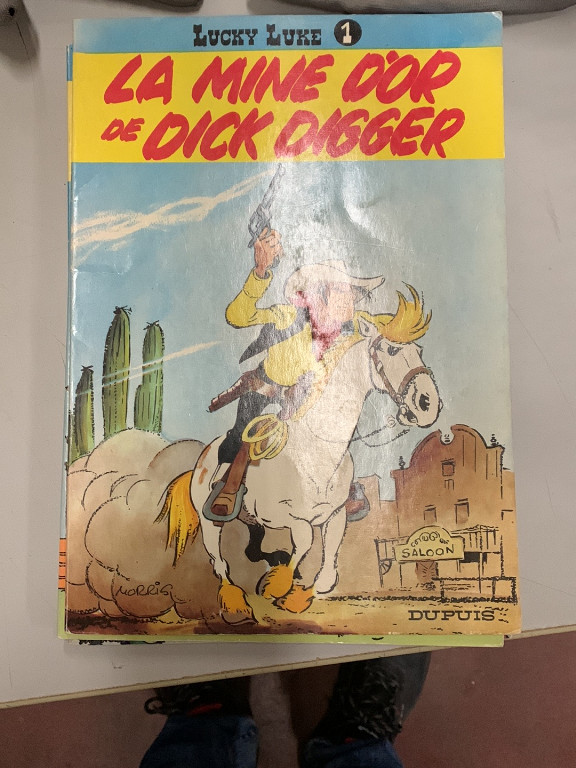 LUCKY LUKE 1
LA MINE D'OR
DE DICK DIGGER
SALOON
MORRIS
DUPUIS